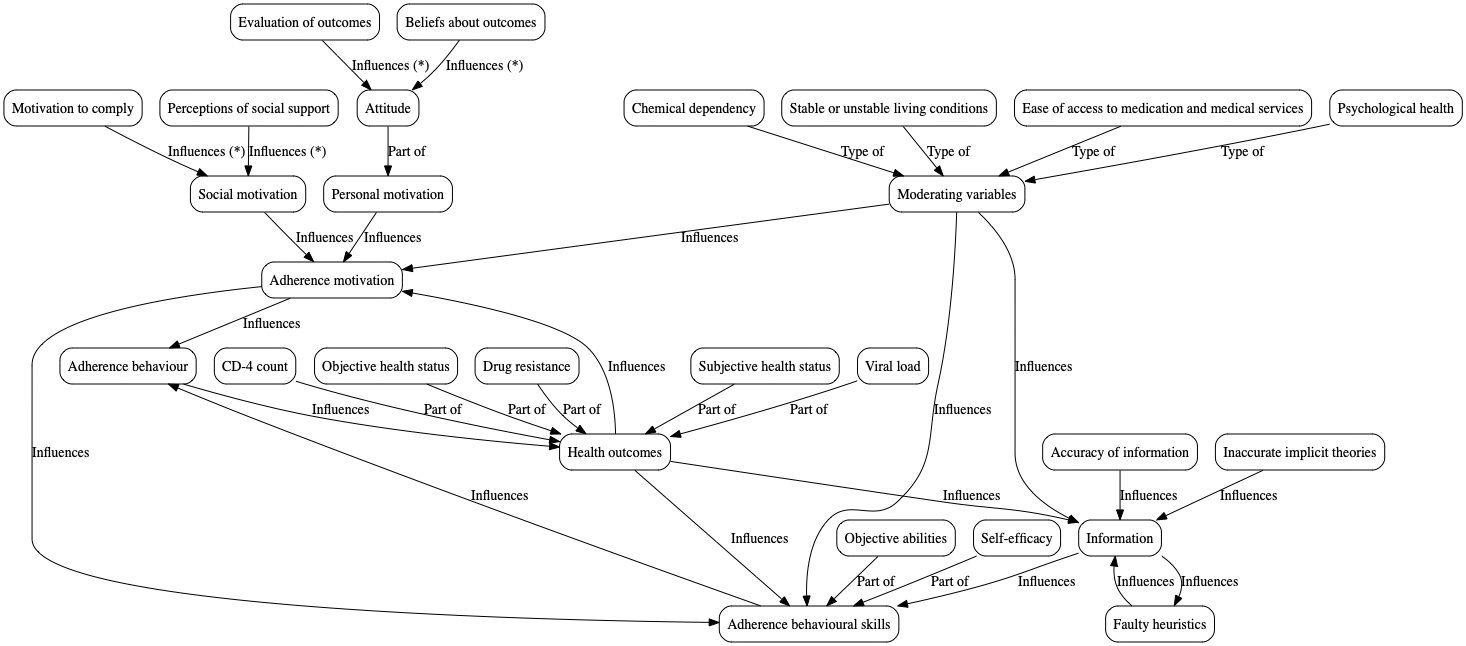 Evaluation of outcomes
Beliefs about outcomes
Influences (*)
Influences (*)
Motivation to comply
Perceptions of social support
Attitude
Chemical dependency
Stable or unstable living conditions
Ease of access to medication and medical services
Psychological health
Influences (*)
Influences (*)
Part of
Type of
Type of
Type of
Type of
Social motivation
Personal motivation
Moderating variables
Influences
Influences
Influences
Adherence motivation
Influences
Adherence behaviour
CD-4 count
Objective health status
Drug resistance
Influences
Subjective health status
Viral load
Influences
Influences
Part of
Part of
Part of
Part of
Part of
Influences
Influences
Health outcomes
Accuracy of information
Inaccurate implicit theories
Influences
Influences
Influences
Influences
Influences
Objective abilities
Self-efficacy
Information
Part of
Part of
Influences
Influences
Influences
Adherence behavioural skills
Faulty heuristics